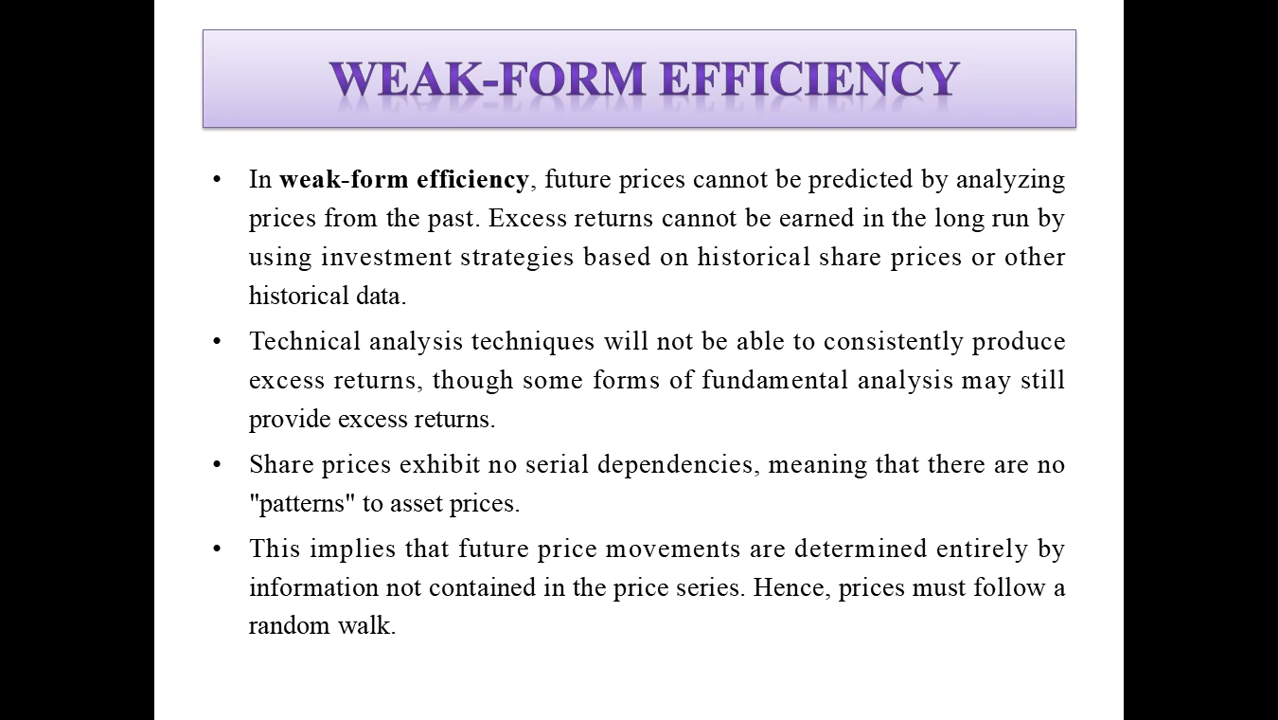 WEAK-FORM EFFICIENCY
• In weak-form efficiency, future prices cannot be predicted by analyzing
prices from the past. Excess returns cannot be earned in the long run by
using investment strategies based on historical share prices or other
historical data.
• Technical analysis techniques will not be able to consistently produce
excess returns, though some forms of fundamental analysis may still
provide excess returns.
• Share prices exhibit no serial dependencies, meaning that there are no
"patterns" to asset prices.
• This implies that future price movements are determined entirely by
information not contained in the price series. Hence, prices must follow a
random walk.